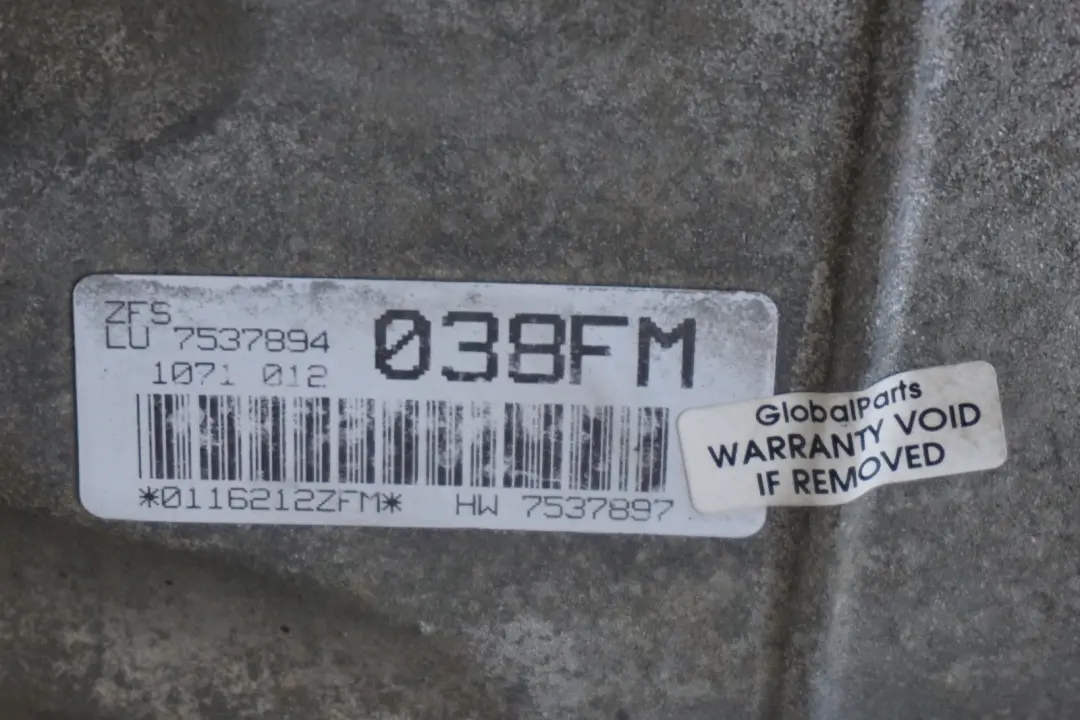 ZFS
LU 7537894
038FM
1071 012
*0116212ZFM* HW 7537897
GlobalParts
WARRANTY VOID
IF REMOVED